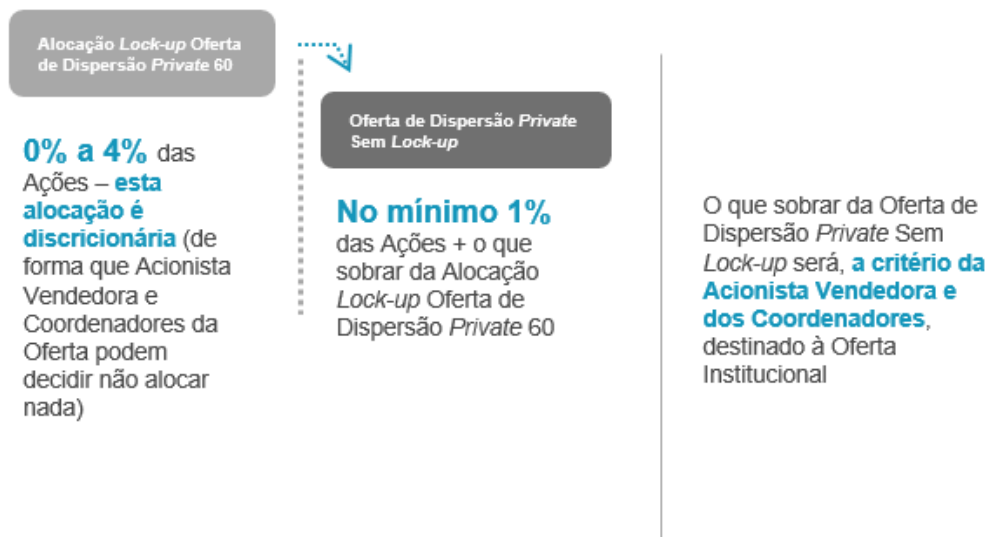 Alocação Lock-up Oferta
de Dispersão Private 60
0% a 4% das
Ações – esta
alocação é
discricionária (de
forma que Acionista
Vendedora e
Coordenadores da
Oferta podem
decidir não alocar
nada)
Oferta de Dispersão Private
Sem Lock-up
No mínimo 1%
das Ações + o que
sobrar da Alocação
Lock-up Oferta de
Dispersão Private 60
O que sobrar da Oferta de
Dispersão Private Sem
Lock-up será, a critério da
Acionista Vendedora e
dos Coordenadores,
destinado à Oferta
Institucional